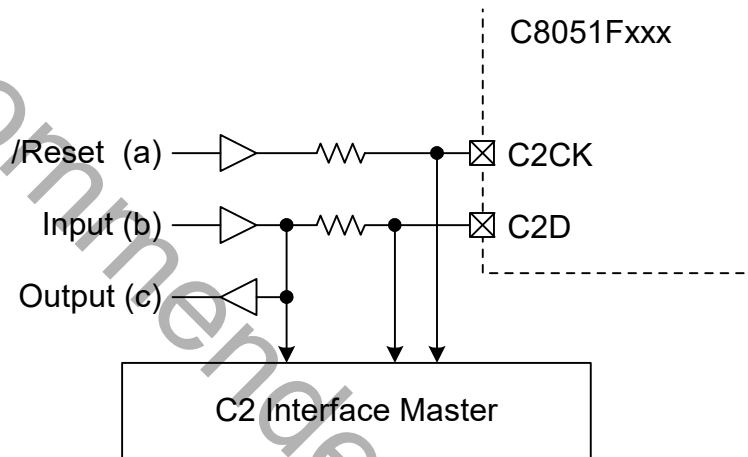 C8051Fxxx
/Reset (a)
C2CK
Input (b)
C2D
Output (c)
C2 Interface Master